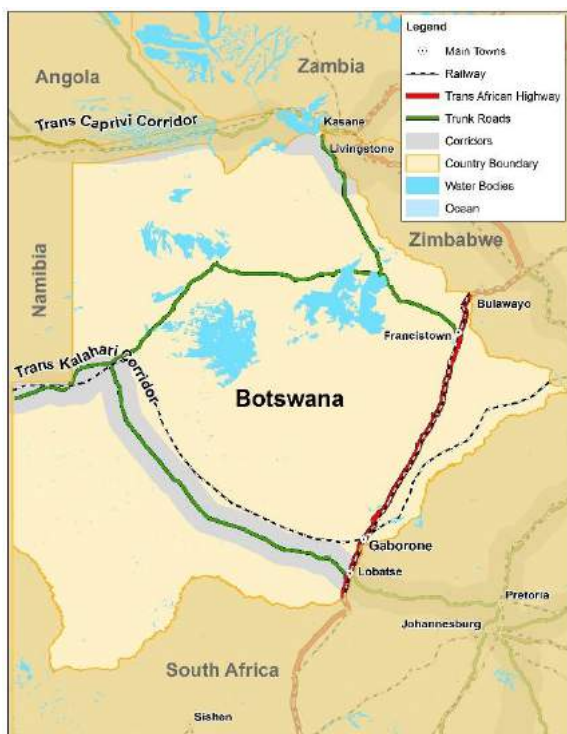 Legend
Main Towns
Railway
Trans African Highway
Trunk Roads
Corridors
Country Boundary
Water Bodies
Ocean
Angola
Zambia
Trans Caprivi Corridor
Kasane
Livingstone
Zimbabwe
Namibia
Bulawayo
Francistown
Trans Kalahari Corridor
Botswana
Gaborone
Lobatse
Pretoria
Johannesburg
South Africa
Sishen